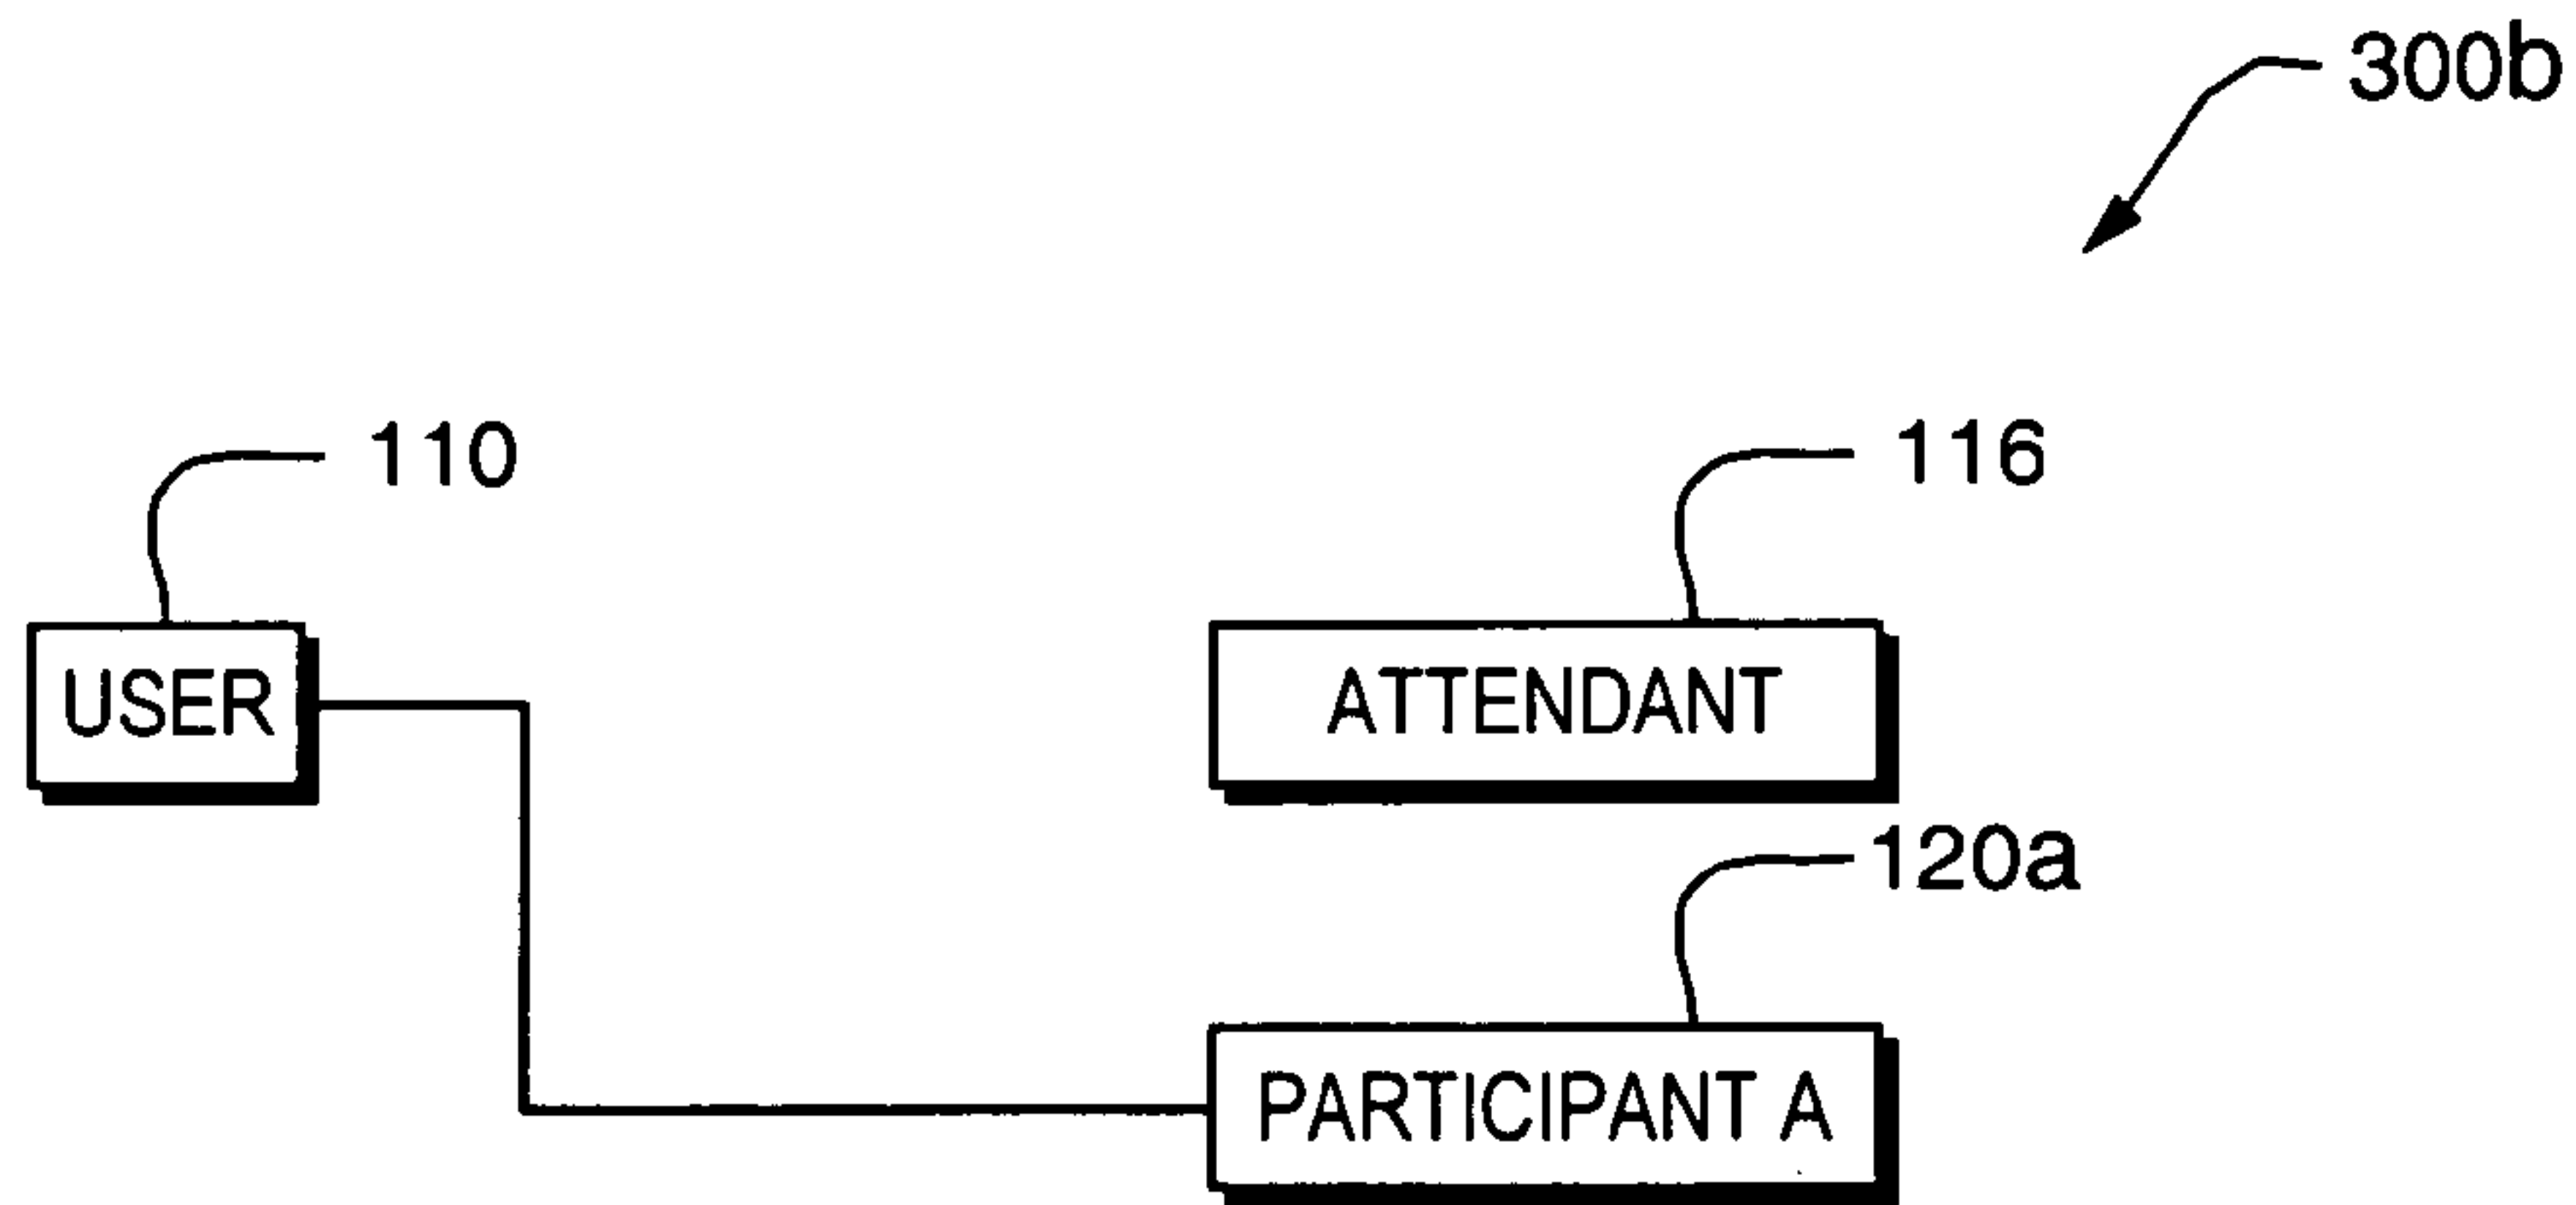 300b
110
116
USER
ATTENDANT
120a
PARTICIPANT A